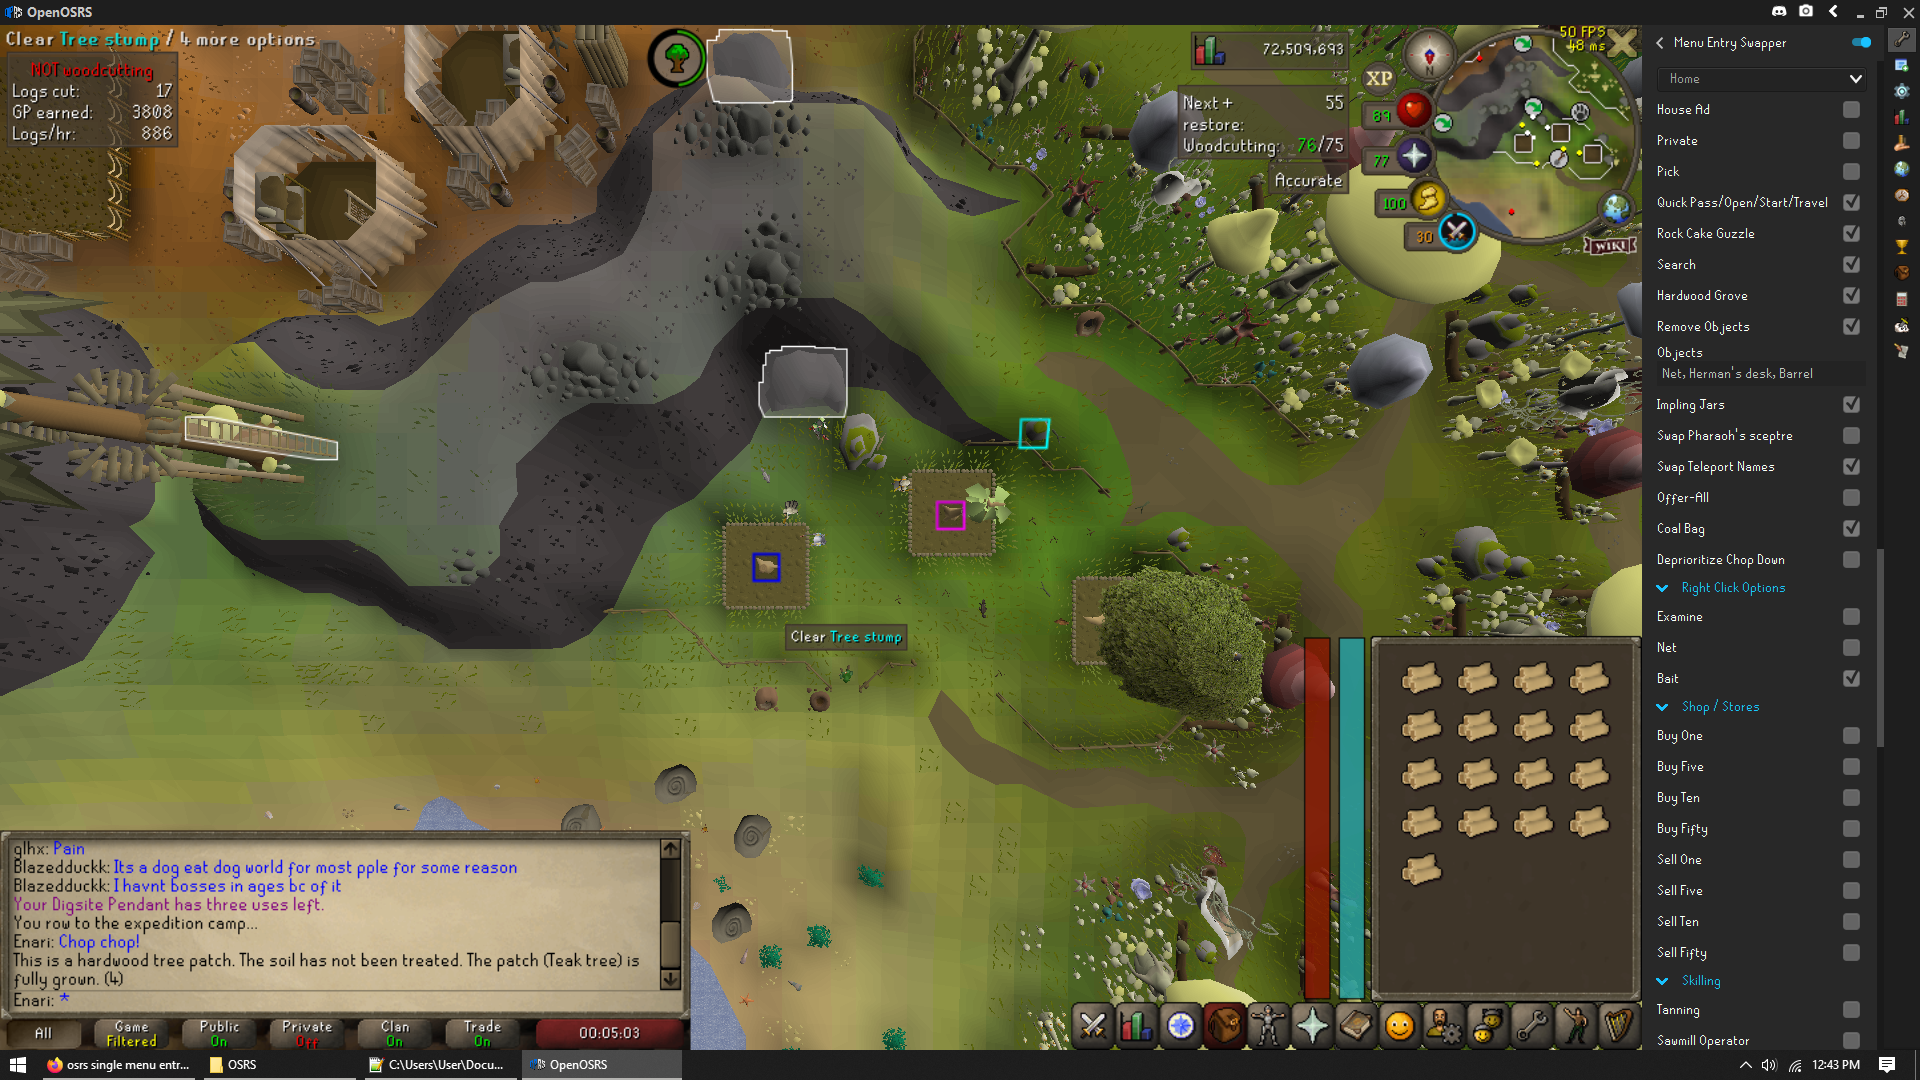 OpenOSRS
Clear Tree stump / 4 more options
NOT woodcutting
Logs cut: 17
GP earned: 3808
Logs/hr: 886
72,509,693
XP
Next + restore: 55
Woodcutting: 76/75
Accurate
50 FPS
48 ms
N
89
77
100
30
WIKI
Clear Tree stump
glhx: Pain
Blazedduckk: Its a dog eat dog world for most pple for some reason
Blazedduckk: I havnt bosses in ages bc of it
Your Digsite Pendant has three uses left.
You row to the expedition camp...
Enari: Chop chop!
This is a hardwood tree patch. The soil has not been treated. The patch (Teak tree) is
fully grown. (4)
Enari: *
All
Game
Filtered
Public
On
Private
Off
Clan
On
Trade
On
00:05:03
Menu Entry Swapper
Home
House Ad
Private
Pick
Quick Pass/Open/Start/Travel
Rock Cake Guzzle
Search
Hardwood Grove
Remove Objects
Objects
Net, Herman's desk, Barrel
Impling Jars
Swap Pharaoh's sceptre
Swap Teleport Names
Offer-All
Coal Bag
Deprioritize Chop Down
Right Click Options
Examine
Net
Bait
Shop / Stores
Buy One
Buy Five
Buy Ten
Buy Fifty
Sell One
Sell Five
Sell Ten
Sell Fifty
Skilling
Tanning
Sawmill Operator
osrs single menu entr...
OSRS
C:\Users\User\Docu...
OpenOSRS
12:43 PM